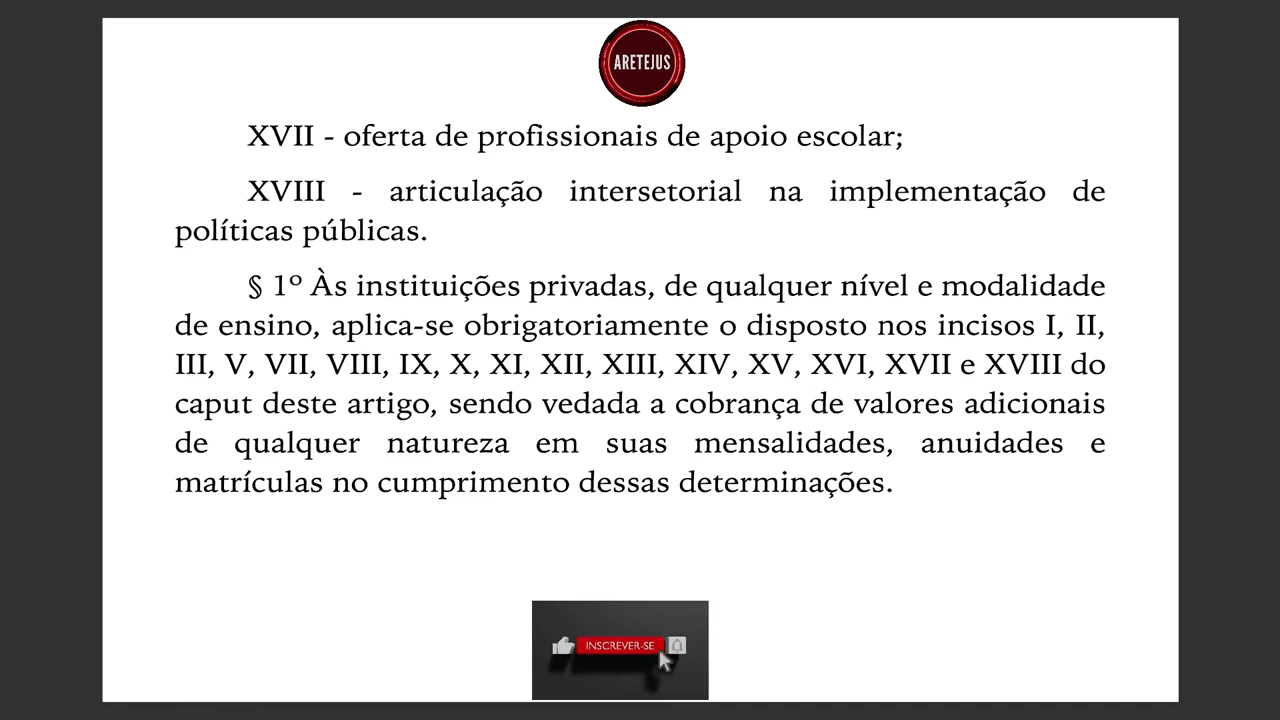 ARETEJUS
XVII - oferta de profissionais de apoio escolar;
XVIII - articulação intersetorial na implementação de
políticas públicas.
§ 1º Às instituições privadas, de qualquer nível e modalidade
de ensino, aplica-se obrigatoriamente o disposto nos incisos I, II,
III, V, VII, VIII, IX, X, XI, XII, XIII, XIV, XV, XVI, XVII e XVIII do
caput deste artigo, sendo vedada a cobrança de valores adicionais
de qualquer natureza em suas mensalidades, anuidades e
matrículas no cumprimento dessas determinações.
INSCREVER-SE